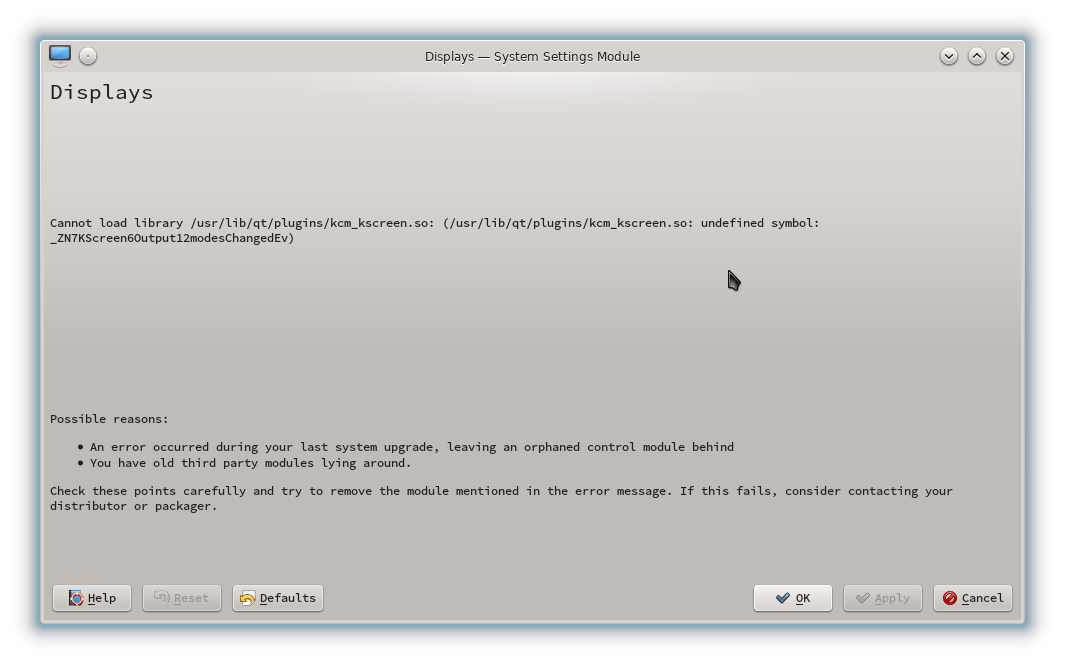 Displays — System Settings Module
Displays
Cannot load library /usr/lib/qt/plugins/kcm_kscreen.so: (/usr/lib/qt/plugins/kcm_kscreen.so: undefined symbol:
_ZN7KScreen6Output12modesChangedEv)
Possible reasons:
• An error occurred during your last system upgrade, leaving an orphaned control module behind
• You have old third party modules lying around.
Check these points carefully and try to remove the module mentioned in the error message. If this fails, consider contacting your
distributor or packager.
Help Reset Defaults OK Apply Cancel